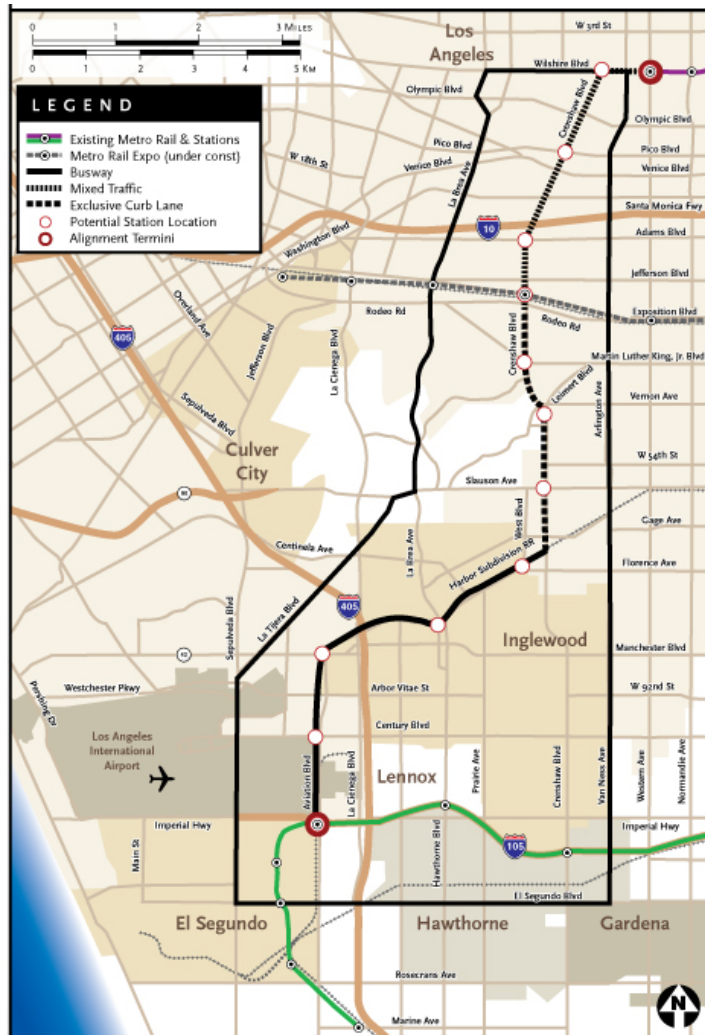 0 1 2 3 MILES
0 1 2 3 4 5 KM
LEGEND
Existing Metro Rail & Stations
Metro Rail Expo (under const)
Busway
Mixed Traffic
Exclusive Curb Lane
Potential Station Location
Alignment Termini
Los
Angeles
W 3rd St
Wilshire Blvd
Olympic Blvd
Crenshaw Blvd
Olympic Blvd
Pico Blvd
Pico Blvd
W 18th St
Venice Blvd
Venice Blvd
La Brea Ave
Santa Monica Fwy
10
Washington Blvd
Adams Blvd
Jefferson Blvd
Overland Ave
Rodeo Rd
Rodeo Rd
Exposition Blvd
405
Jefferson Blvd
La Cienega Blvd
Crenshaw Blvd
Martin Luther King, Jr. Blvd
Leimert Blvd
Sepulveda Blvd
Arlington Ave
Vernon Ave
Culver
City
W 54th St
Slauson Ave
90
West Blvd
Gage Ave
Centinela Ave
La Brea Ave
Harbor Subdivision RR
Florence Ave
405
Sepulveda Blvd
La Tijera Blvd
Inglewood
Manchester Blvd
Westchester Pkwy
Arbor Vitae St
W 92nd St
Pershing Dr
Century Blvd
Los Angeles
International
Airport
Aviation Blvd
La Ciénega Blvd
Lennox
Prairie Ave
Crenshaw Blvd
Van Ness Ave
Western Ave
Normandie Ave
Imperial Hwy
Imperial Hwy
Main St
Hawthorne Blvd
105
El Segundo Blvd
El Segundo
Hawthorne
Gardena
Rosecrans Ave
Marine Ave
N